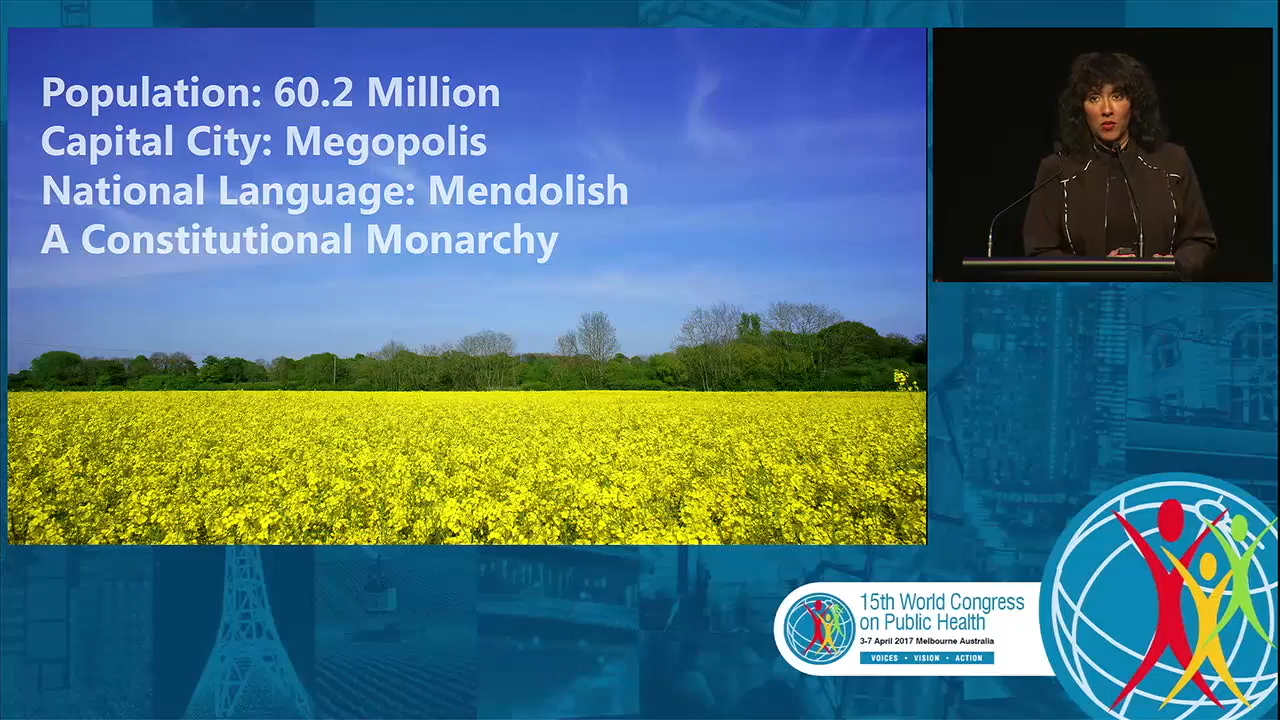 Population: 60.2 Million
Capital City: Megopolis
National Language: Mendolish
A Constitutional Monarchy
15th World Congress
on Public Health
3-7 April 2017 Melbourne Australia
VOICES • VISION • ACTION